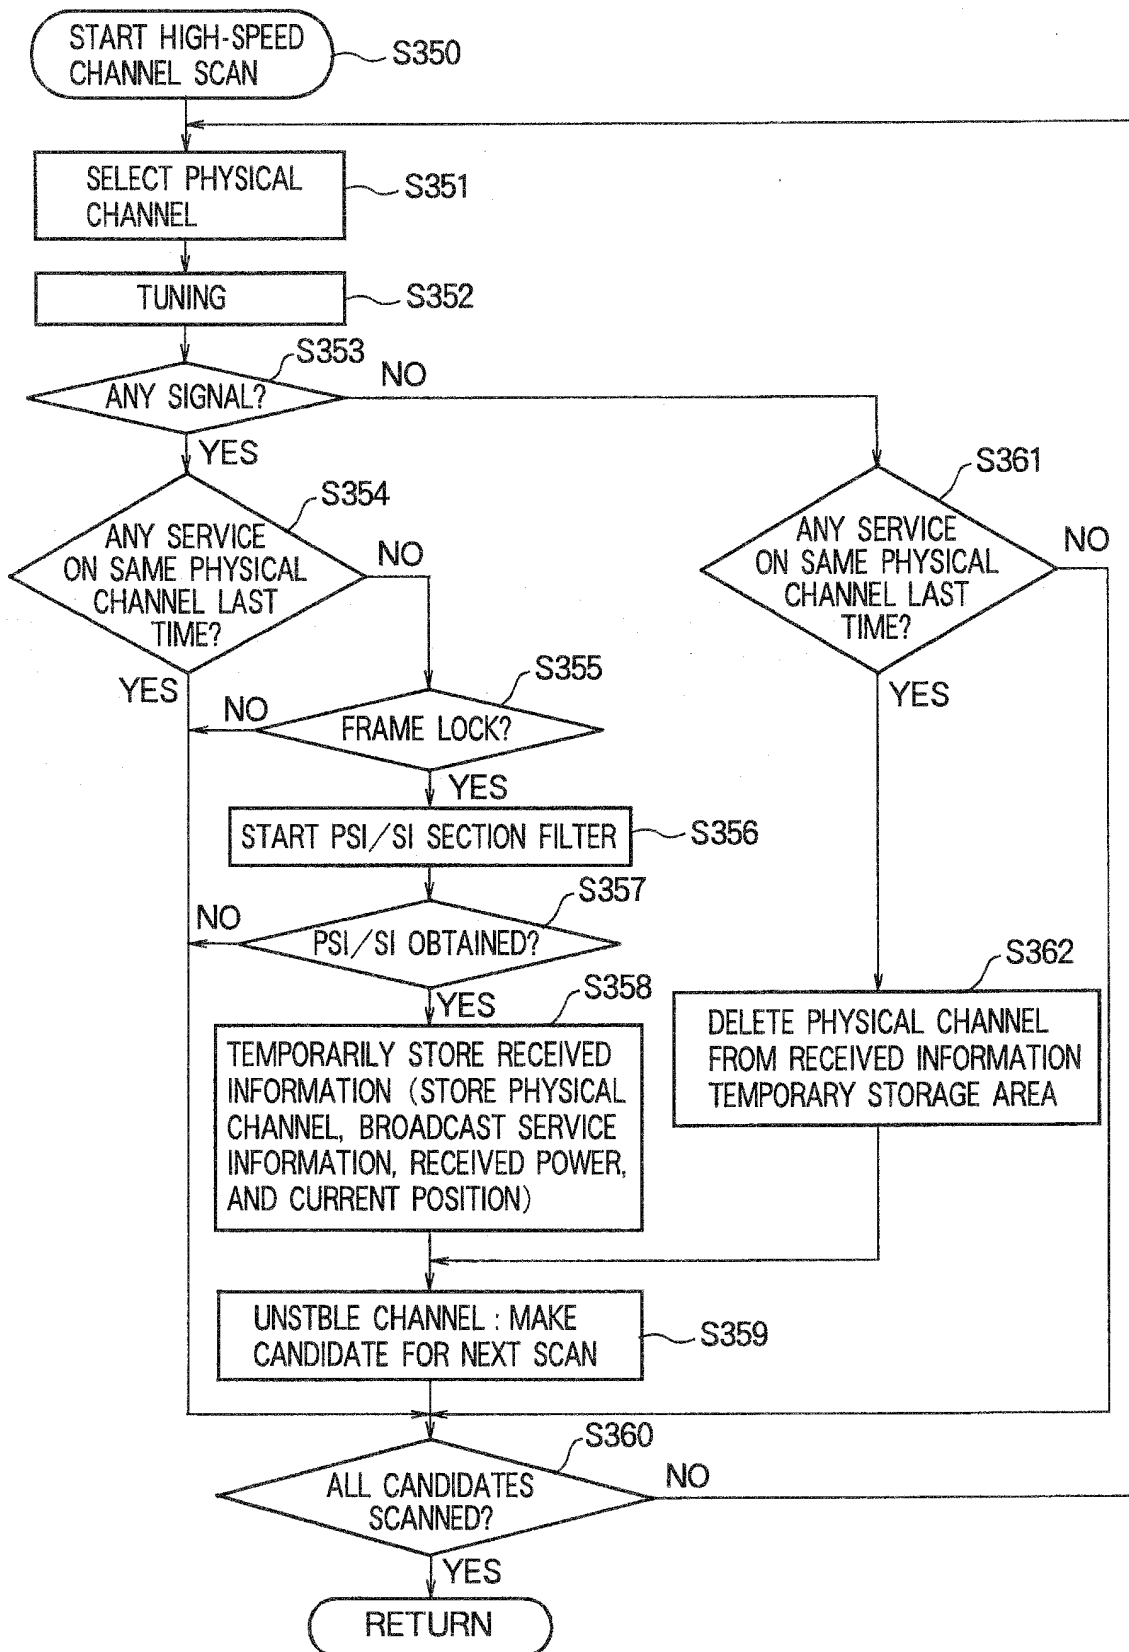 START HIGH-SPEED
CHANNEL SCAN
S350
SELECT PHYSICAL
CHANNEL
S351
TUNING
S352
S353
ANY SIGNAL?
NO
YES
S354
ANY SERVICE
ON SAME PHYSICAL
CHANNEL LAST
TIME?
NO
YES
S361
ANY SERVICE
ON SAME PHYSICAL
CHANNEL LAST
TIME?
NO
YES
S355
FRAME LOCK?
NO
YES
START PSI/SI SECTION FILTER
S356
S357
PSI/SI OBTAINED?
NO
YES
S358
TEMPORARILY STORE RECEIVED
INFORMATION (STORE PHYSICAL
CHANNEL, BROADCAST SERVICE
INFORMATION, RECEIVED POWER,
AND CURRENT POSITION)
S362
DELETE PHYSICAL CHANNEL
FROM RECEIVED INFORMATION
TEMPORARY STORAGE AREA
UNSTBLE CHANNEL : MAKE
CANDIDATE FOR NEXT SCAN
S359
S360
ALL CANDIDATES
SCANNED?
NO
YES
RETURN